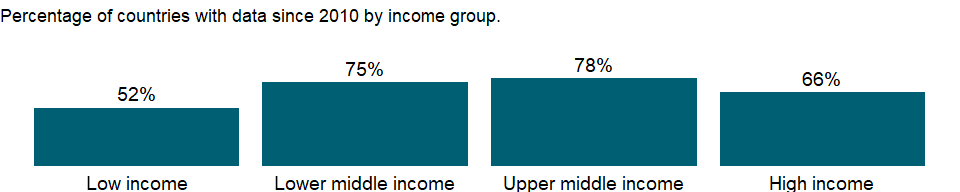 Percentage of countries with data since 2010 by income group.
52%
75%
78%
66%
Low income
Lower middle income
Upper middle income
High income